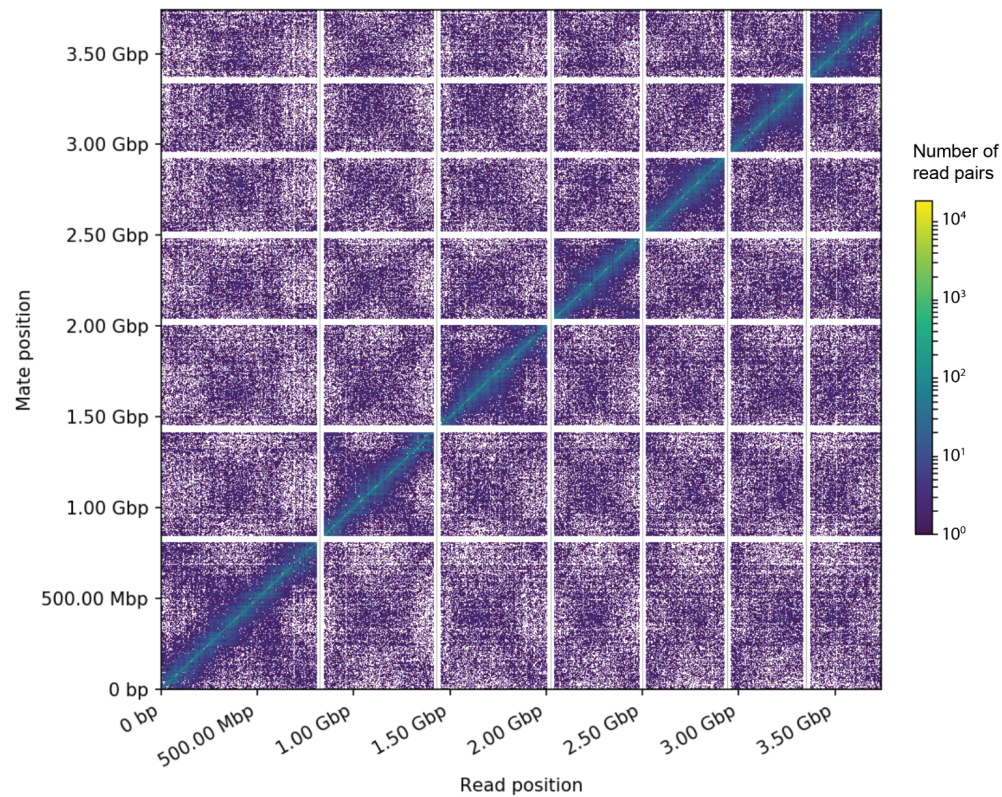 3.50 Gbp
3.00 Gbp
2.50 Gbp
2.00 Gbp
1.50 Gbp
1.00 Gbp
500.00 Mbp
0 bp
Mate position
0 bp
500.00 Mbp
1.00 Gbp
1.50 Gbp
2.00 Gbp
2.50 Gbp
3.00 Gbp
3.50 Gbp
Read position
Number of
read pairs
10⁴
10³
10²
10¹
10⁰